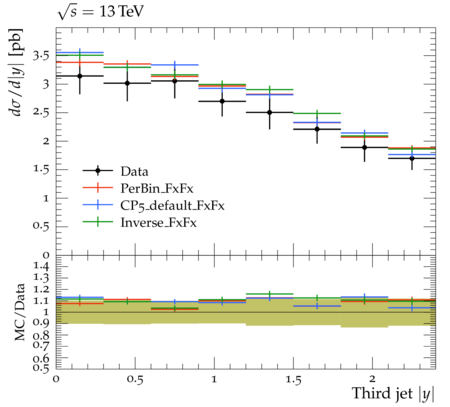 √s = 13 TeV
dσ/d|y| [pb]
3.5
3
2.5
2
1.5
1
0.5
0
Data
PerBin_FxFx
CP5_default_FxFx
Inverse_FxFx
MC/Data
1.4
1.3
1.2
1.1
1
0.9
0.8
0.7
0.6
0.5
0 0.5 1 1.5 2
Third jet |y|